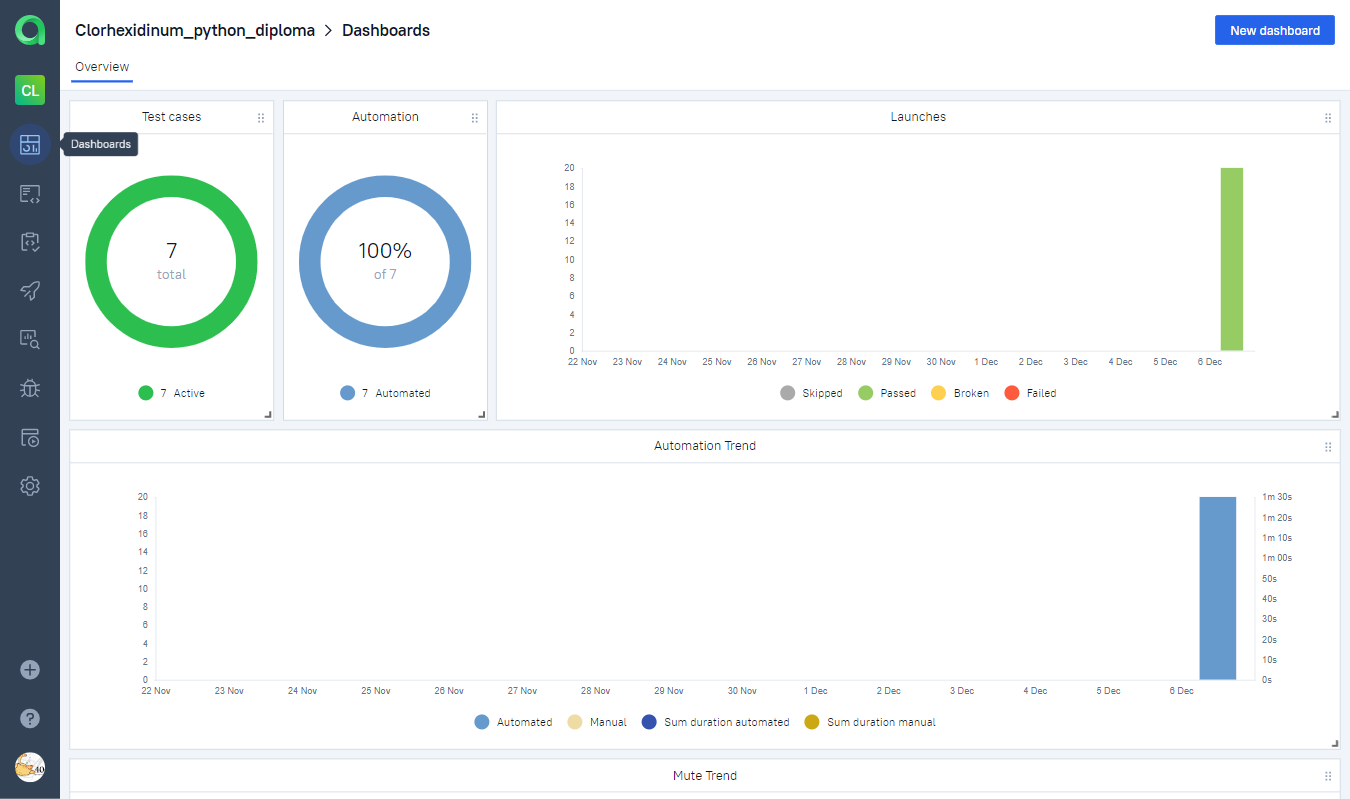 Clorhexidinum_python_diploma > Dashboards
New dashboard
Overview
CL
Dashboards
Test cases
7
total
7 Active
Automation
100%
of 7
7 Automated
Launches
20
18
16
14
12
10
8
6
4
2
0
22 Nov 23 Nov 24 Nov 25 Nov 26 Nov 27 Nov 28 Nov 29 Nov 30 Nov 1 Dec 2 Dec 3 Dec 4 Dec 5 Dec 6 Dec
Skipped Passed Broken Failed
Automation Trend
20
18
16
14
12
10
8
6
4
2
0
1m 30s
1m 20s
1m 10s
1m 00s
50s
40s
30s
20s
10s
0s
22 Nov 23 Nov 24 Nov 25 Nov 26 Nov 27 Nov 28 Nov 29 Nov 30 Nov 1 Dec 2 Dec 3 Dec 4 Dec 5 Dec 6 Dec
Automated Manual Sum duration automated Sum duration manual
Mute Trend